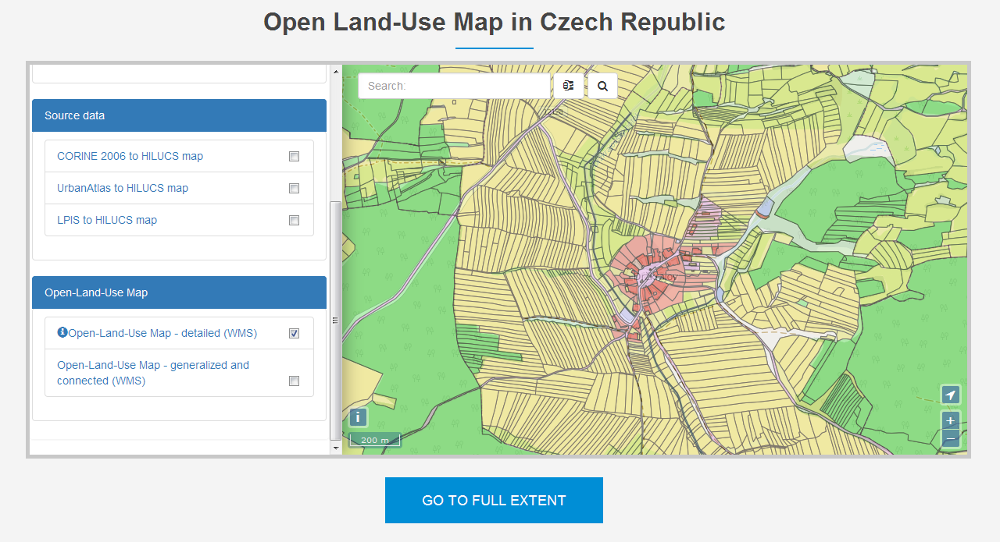 Open Land-Use Map in Czech Republic
Search:
Source data
CORINE 2006 to HILUCS map
UrbanAtlas to HILUCS map
LPIS to HILUCS map
Open-Land-Use Map
Open-Land-Use Map - detailed (WMS)
Open-Land-Use Map - generalized and
connected (WMS)
i
200 m
+
−
GO TO FULL EXTENT